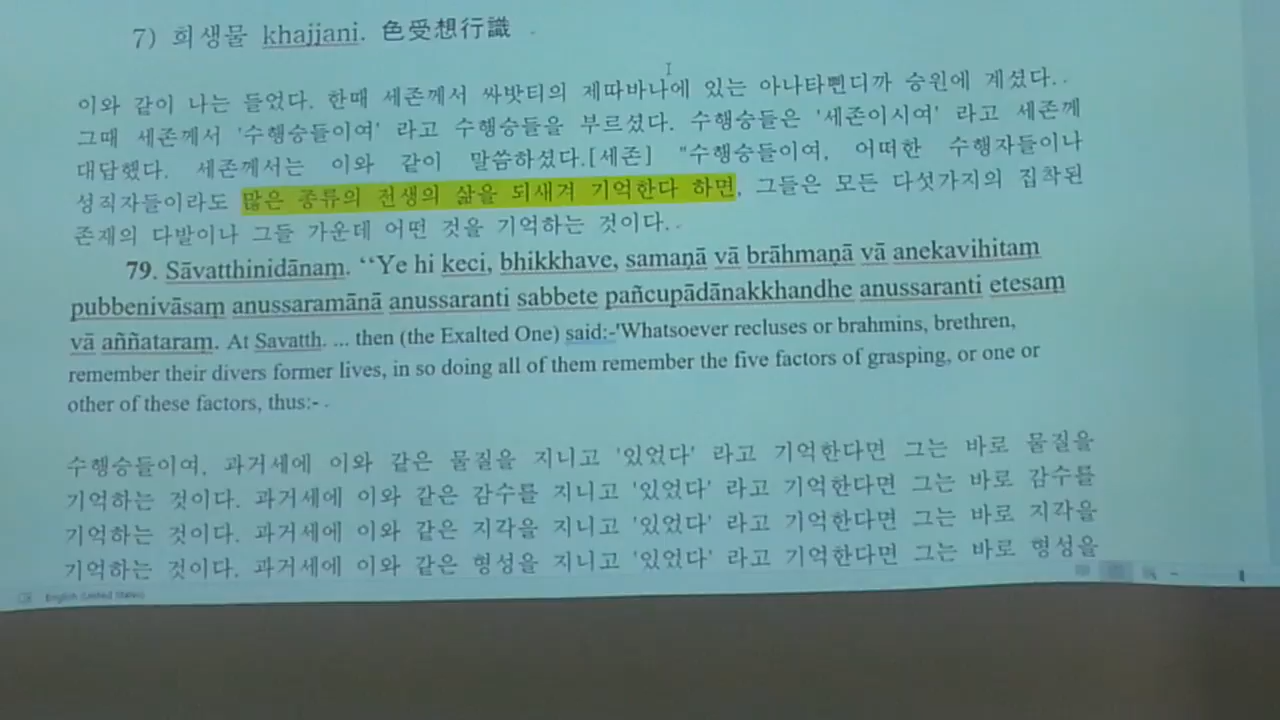 7) 희생물 khajjani. 色受想行識
이와 같이 나는 들었다. 한때 세존께서 싸밧티의 제따바나에 있는 아나타삔디까 승원에 계셨다.
그때 세존께서 '수행승들이여' 라고 수행승들을 부르셨다. 수행승들은 '세존이시여' 라고 세존께
대답했다. 세존께서는 이와 같이 말씀하셨다.[세존] "수행승들이여, 어떠한 수행자들이나
성직자들이라도 많은 종류의 전생의 삶을 되새겨 기억한다 하면, 그들은 모든 다섯가지의 집착된
존재의 다발이나 그들 가운데 어떤 것을 기억하는 것이다.
79. Sāvatthinidānaṃ. ‘‘Ye hi keci, bhikkhave, samaṇā vā brāhmaṇā vā anekavihitaṃ
pubbenivāsaṃ anussaramānā anussaranti sabbete pañcupādānakkhandhe anussaranti etesaṃ
vā aññataraṃ. At Savatth. ... then (the Exalted One) said:-'Whatsoever recluses or brahmins, brethren,
remember their divers former lives, in so doing all of them remember the five factors of grasping, or one or
other of these factors, thus:-
수행승들이여, 과거세에 이와 같은 물질을 지니고 '있었다' 라고 기억한다면 그는 바로 물질을
기억하는 것이다. 과거세에 이와 같은 감수를 지니고 '있었다' 라고 기억한다면 그는 바로 감수를
기억하는 것이다. 과거세에 이와 같은 지각을 지니고 '있었다' 라고 기억한다면 그는 바로 지각을
기억하는 것이다. 과거세에 이와 같은 형성을 지니고 '있었다' 라고 기억한다면 그는 바로 형성을
English (United States)